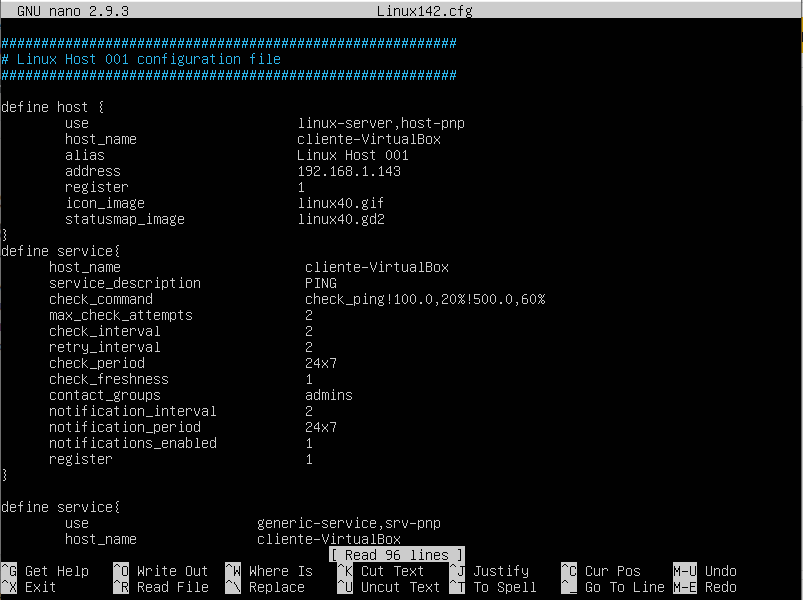 GNU nano 2.9.3 Linux142.cfg
#########################################################
# Linux Host 001 configuration file
#########################################################
define host {
use linux-server,host-pnp
host_name cliente-VirtualBox
alias Linux Host 001
address 192.168.1.143
register 1
icon_image linux40.gif
statusmap_image linux40.gd2
}
define service{
host_name cliente-VirtualBox
service_description PING
check_command check_ping!100.0,20%!500.0,60%
max_check_attempts 2
check_interval 2
retry_interval 2
check_period 24x7
check_freshness 1
contact_groups admins
notification_interval 2
notification_period 24x7
notifications_enabled 1
register 1
}
define service{
use generic-service,srv-pnp
host_name cliente-VirtualBox
[ Read 96 lines ]
^G Get Help ^O Write Out ^W Where Is ^K Cut Text ^J Justify ^C Cur Pos M-U Undo
^X Exit ^R Read File ^\ Replace ^U Uncut Text ^T To Spell ^_ Go To Line M-E Redo